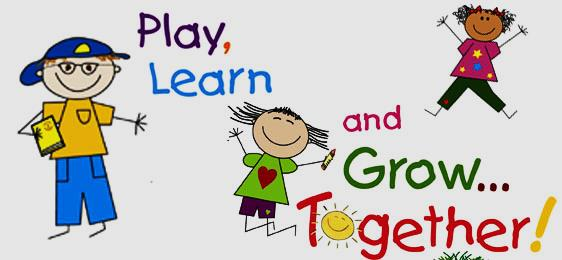 Play,
Learn
and
Grow...
Together!